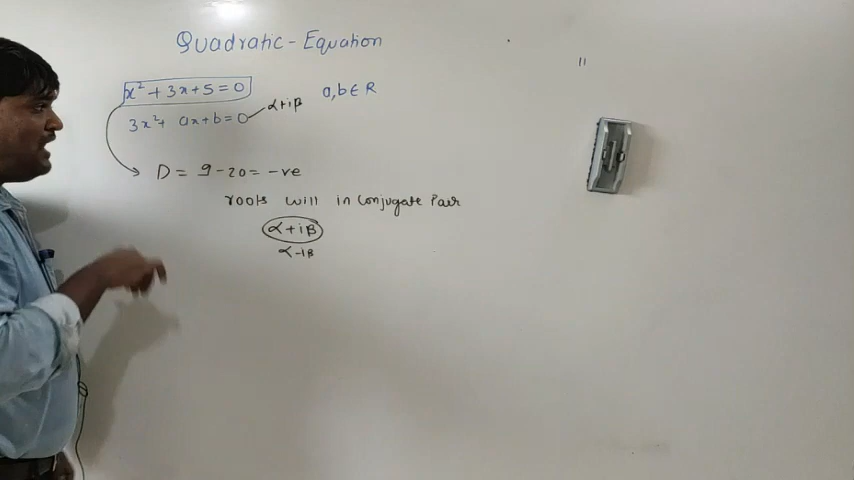 Quadratic-Equation
x² + 3x + 5 = 0
a, b ∈ R
3x² + ax + b = 0 α+iβ
D = 9 - 20 = -ve
roots will in conjugate Pair
α + iβ
α - iβ
11